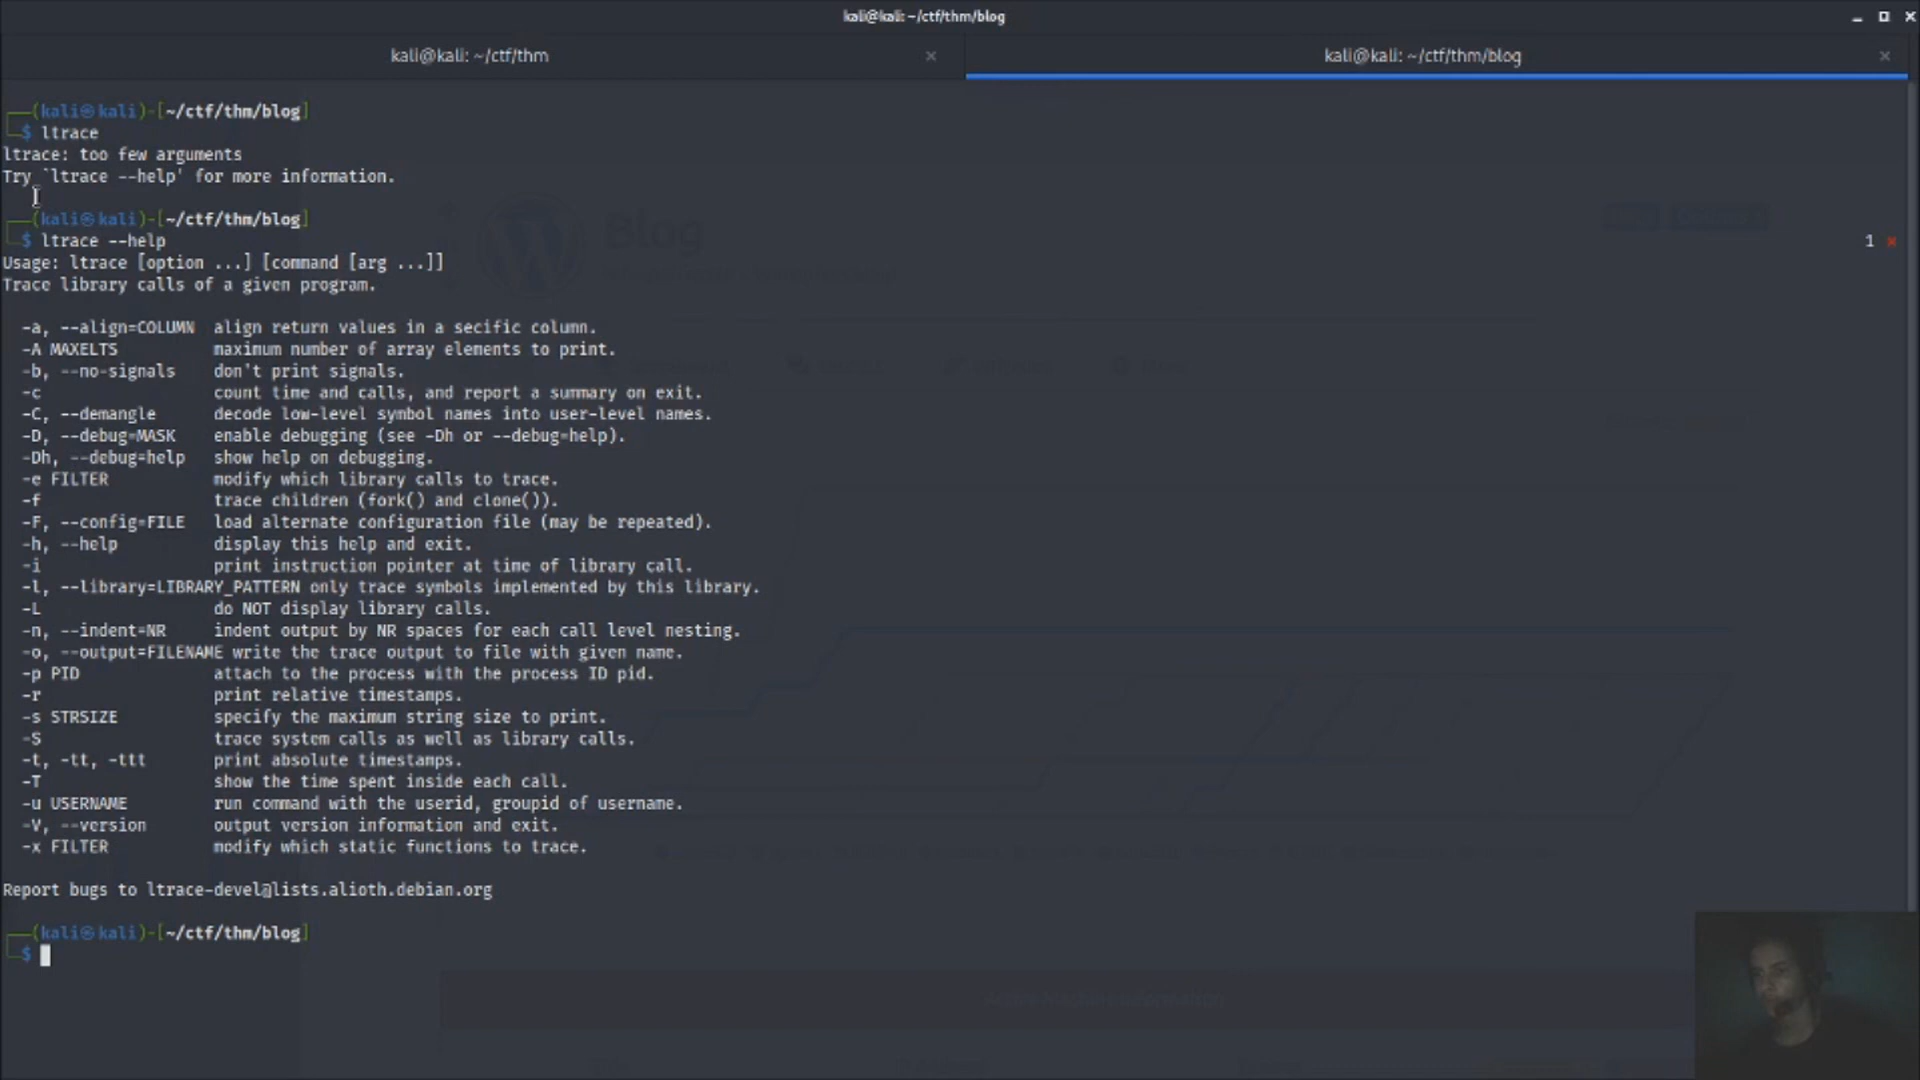 kali@kali: ~/ctf/thm/blog
kali@kali: ~/ctf/thm
kali@kali: ~/ctf/thm/blog
(kali㉿kali)-[~/ctf/thm/blog]
$ ltrace
ltrace: too few arguments
Try `ltrace --help' for more information.
(kali㉿kali)-[~/ctf/thm/blog]
$ ltrace --help 1
Usage: ltrace [option ...] [command [arg ...]]
Trace library calls of a given program.
-a, --align=COLUMN align return values in a secific column.
-A MAXELTS maximum number of array elements to print.
-b, --no-signals don't print signals.
-c count time and calls, and report a summary on exit.
-C, --demangle decode low-level symbol names into user-level names.
-D, --debug=MASK enable debugging (see -Dh or --debug=help).
-Dh, --debug=help show help on debugging.
-e FILTER modify which library calls to trace.
-f trace children (fork() and clone()).
-F, --config=FILE load alternate configuration file (may be repeated).
-h, --help display this help and exit.
-i print instruction pointer at time of library call.
-l, --library=LIBRARY_PATTERN only trace symbols implemented by this library.
-L do NOT display library calls.
-n, --indent=NR indent output by NR spaces for each call level nesting.
-o, --output=FILENAME write the trace output to file with given name.
-p PID attach to the process with the process ID pid.
-r print relative timestamps.
-s STRSIZE specify the maximum string size to print.
-S trace system calls as well as library calls.
-t, -tt, -ttt print absolute timestamps.
-T show the time spent inside each call.
-u USERNAME run command with the userid, groupid of username.
-V, --version output version information and exit.
-x FILTER modify which static functions to trace.
Report bugs to ltrace-devel@lists.alioth.debian.org
(kali㉿kali)-[~/ctf/thm/blog]
$
Blog